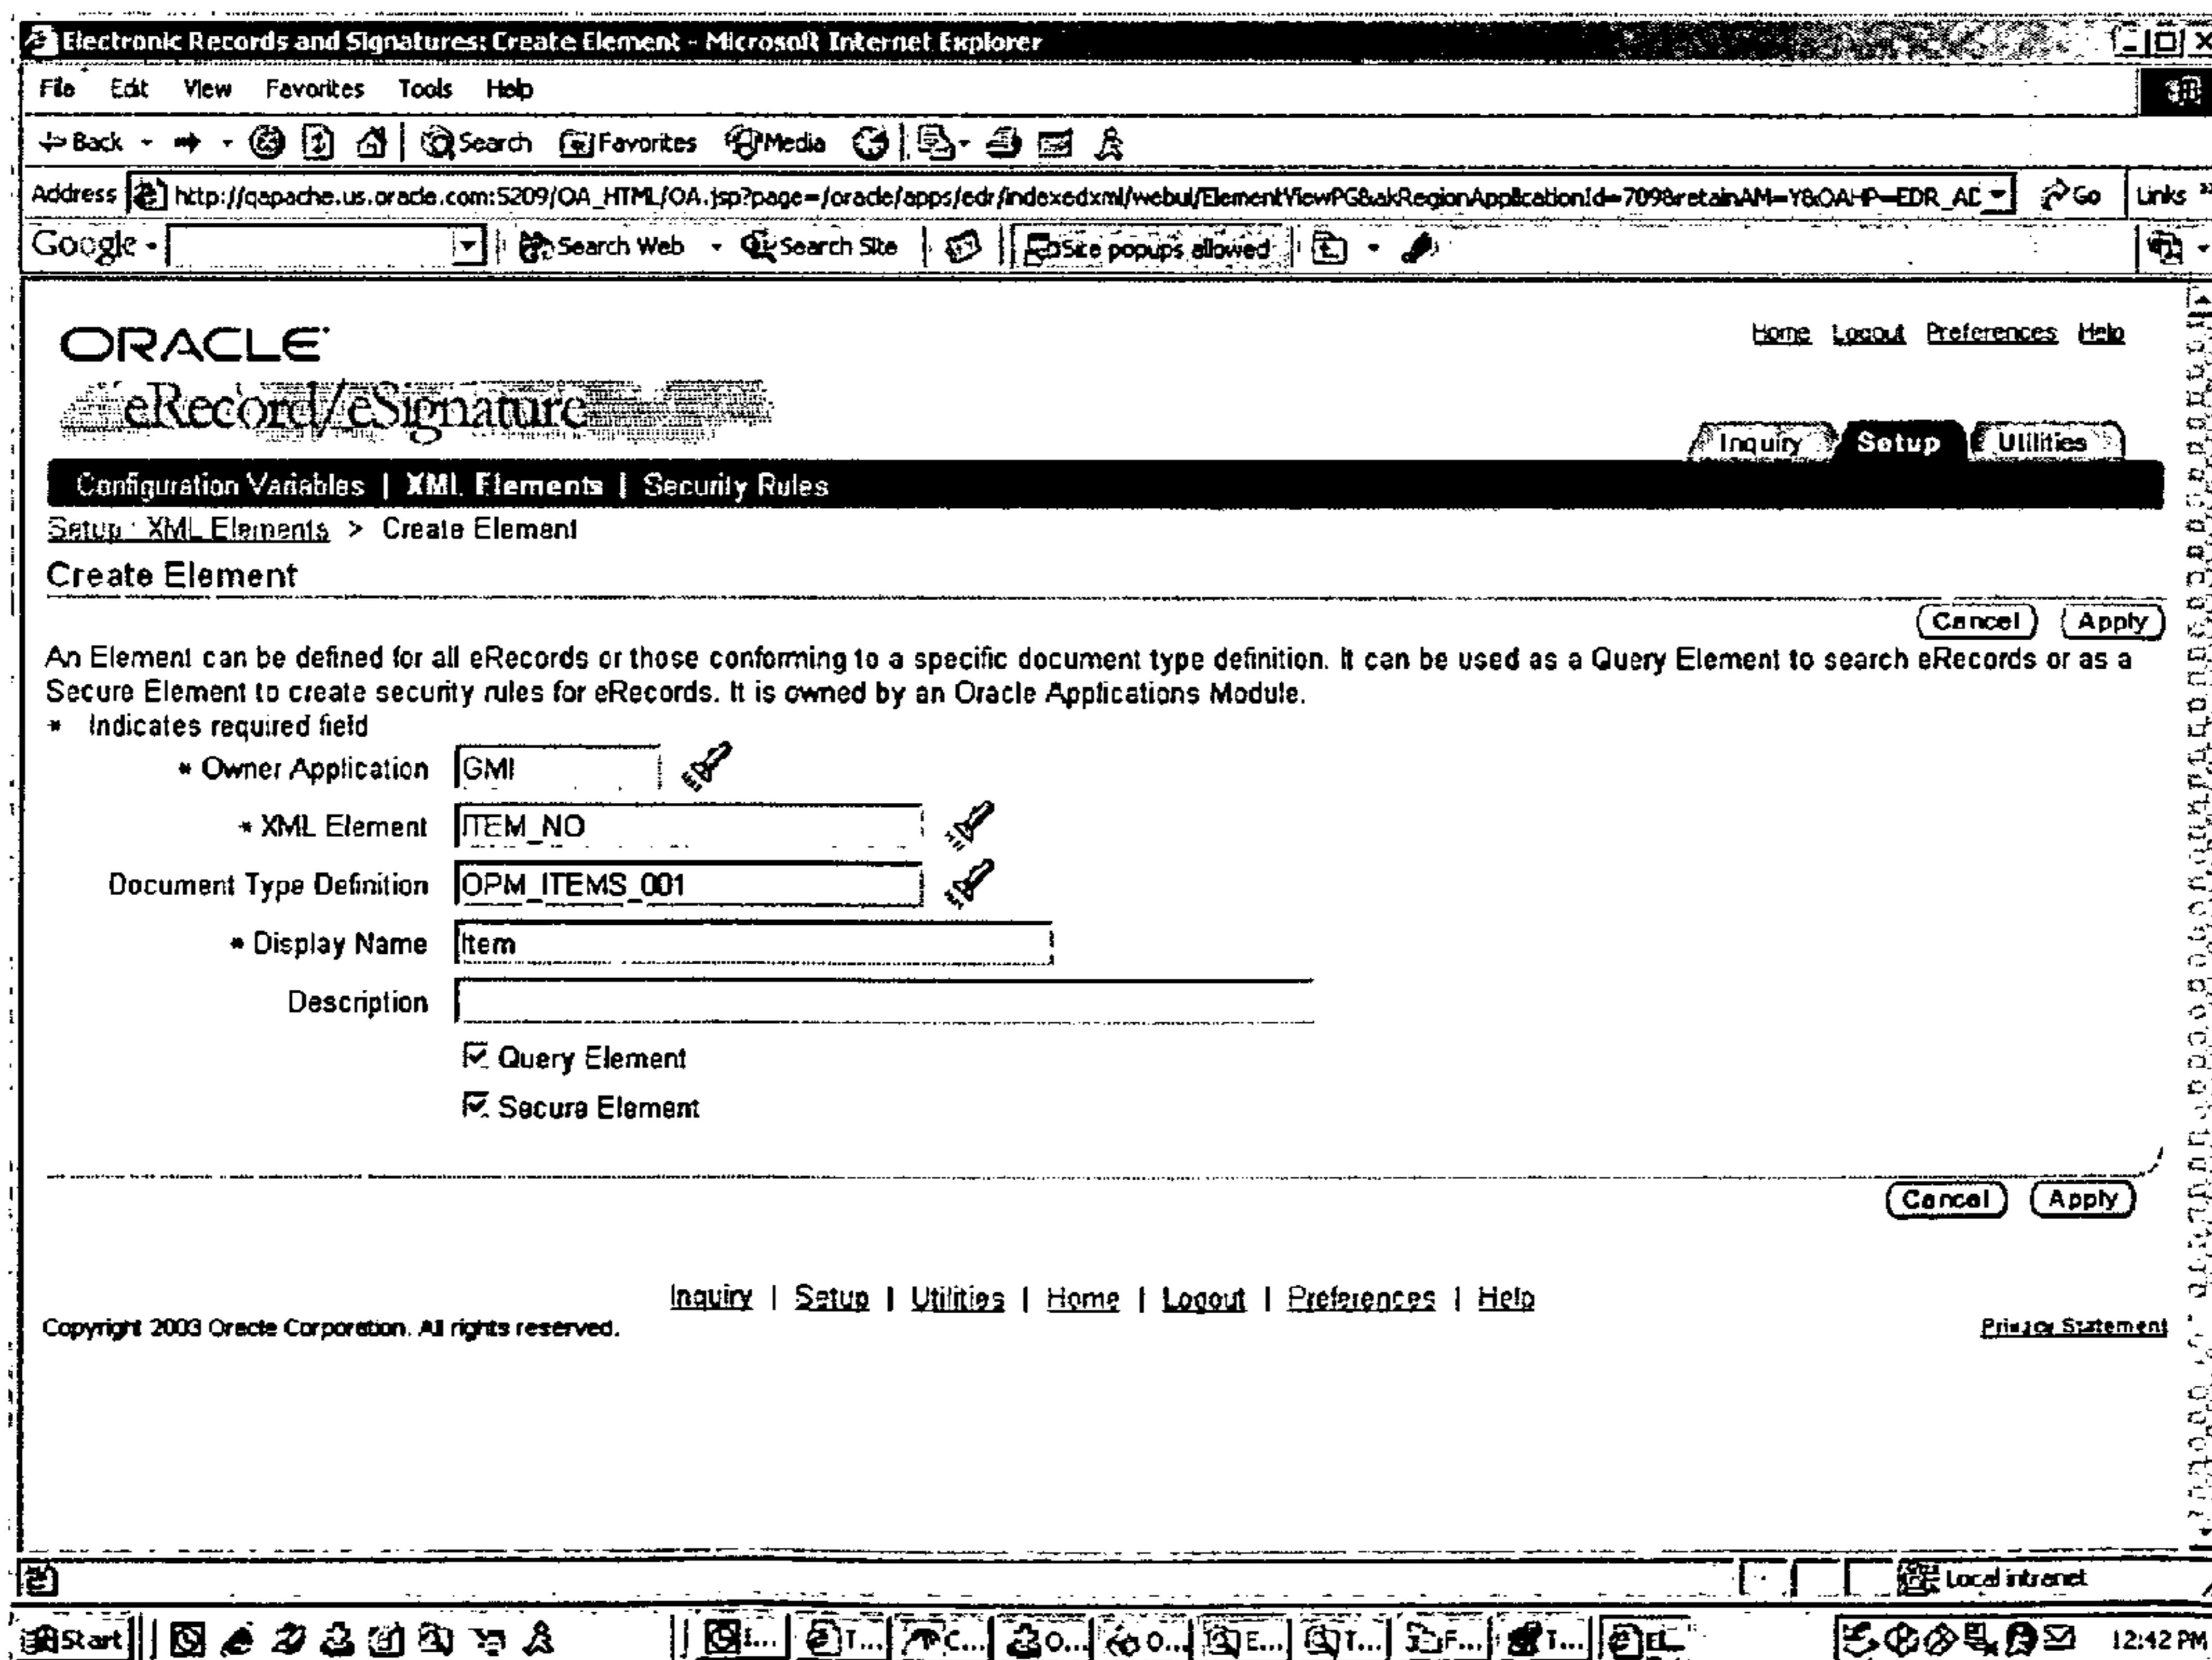 Electronic Records and Signatures: Create Element - Microsoft Internet Explorer
File Edit View Favorites Tools Help
Back Search Favorites Media
Address http://qapache.us.oracle.com:5209/OA_HTML/OA.jsp?page=/oracle/apps/edr/indexedxml/webui/ElementViewPG&akRegionApplicationId=709&retainAM=Y&OAHP=EDR_AD Go Links »
Google Search Web Search Site Site popups allowed
ORACLE
Home Logout Preferences Help
eRecord/eSignature
Inquiry Setup Utilities
Configuration Variables | XML Elements | Security Rules
Setup : XML Elements > Create Element
Create Element
Cancel Apply
An Element can be defined for all eRecords or those conforming to a specific document type definition. It can be used as a Query Element to search eRecords or as a
Secure Element to create security rules for eRecords. It is owned by an Oracle Applications Module.
* Indicates required field
* Owner Application GMI
* XML Element ITEM_NO
Document Type Definition OPM_ITEMS_001
* Display Name Item
Description
Query Element
Secure Element
Cancel Apply
Inquiry | Setup | Utilities | Home | Logout | Preferences | Help
Copyright 2003 Oracle Corporation. All rights reserved. Privacy Statement
Local intranet
Start I... T... C... O... O... E... T... F... T... 12:42 PM